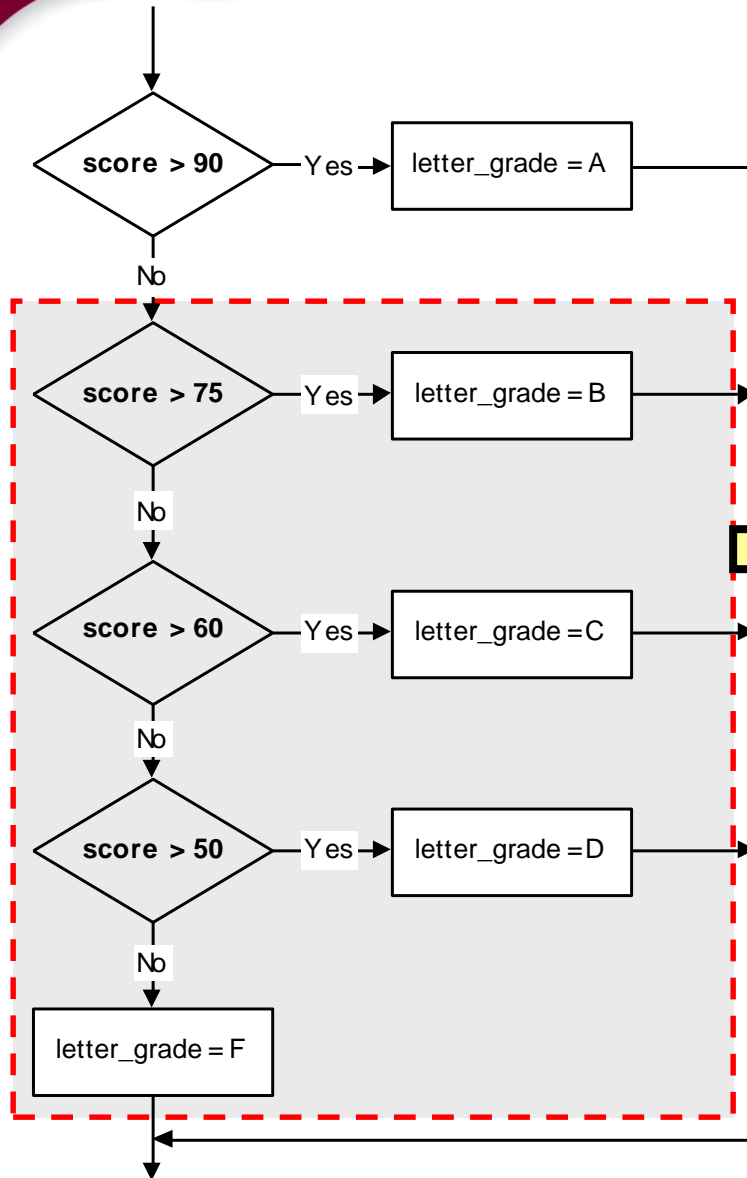 score > 90
Yes
letter_grade = A
No
score > 75
Yes
letter_grade = B
No
score > 60
Yes
letter_grade = C
No
score > 50
Yes
letter_grade = D
No
letter_grade = F